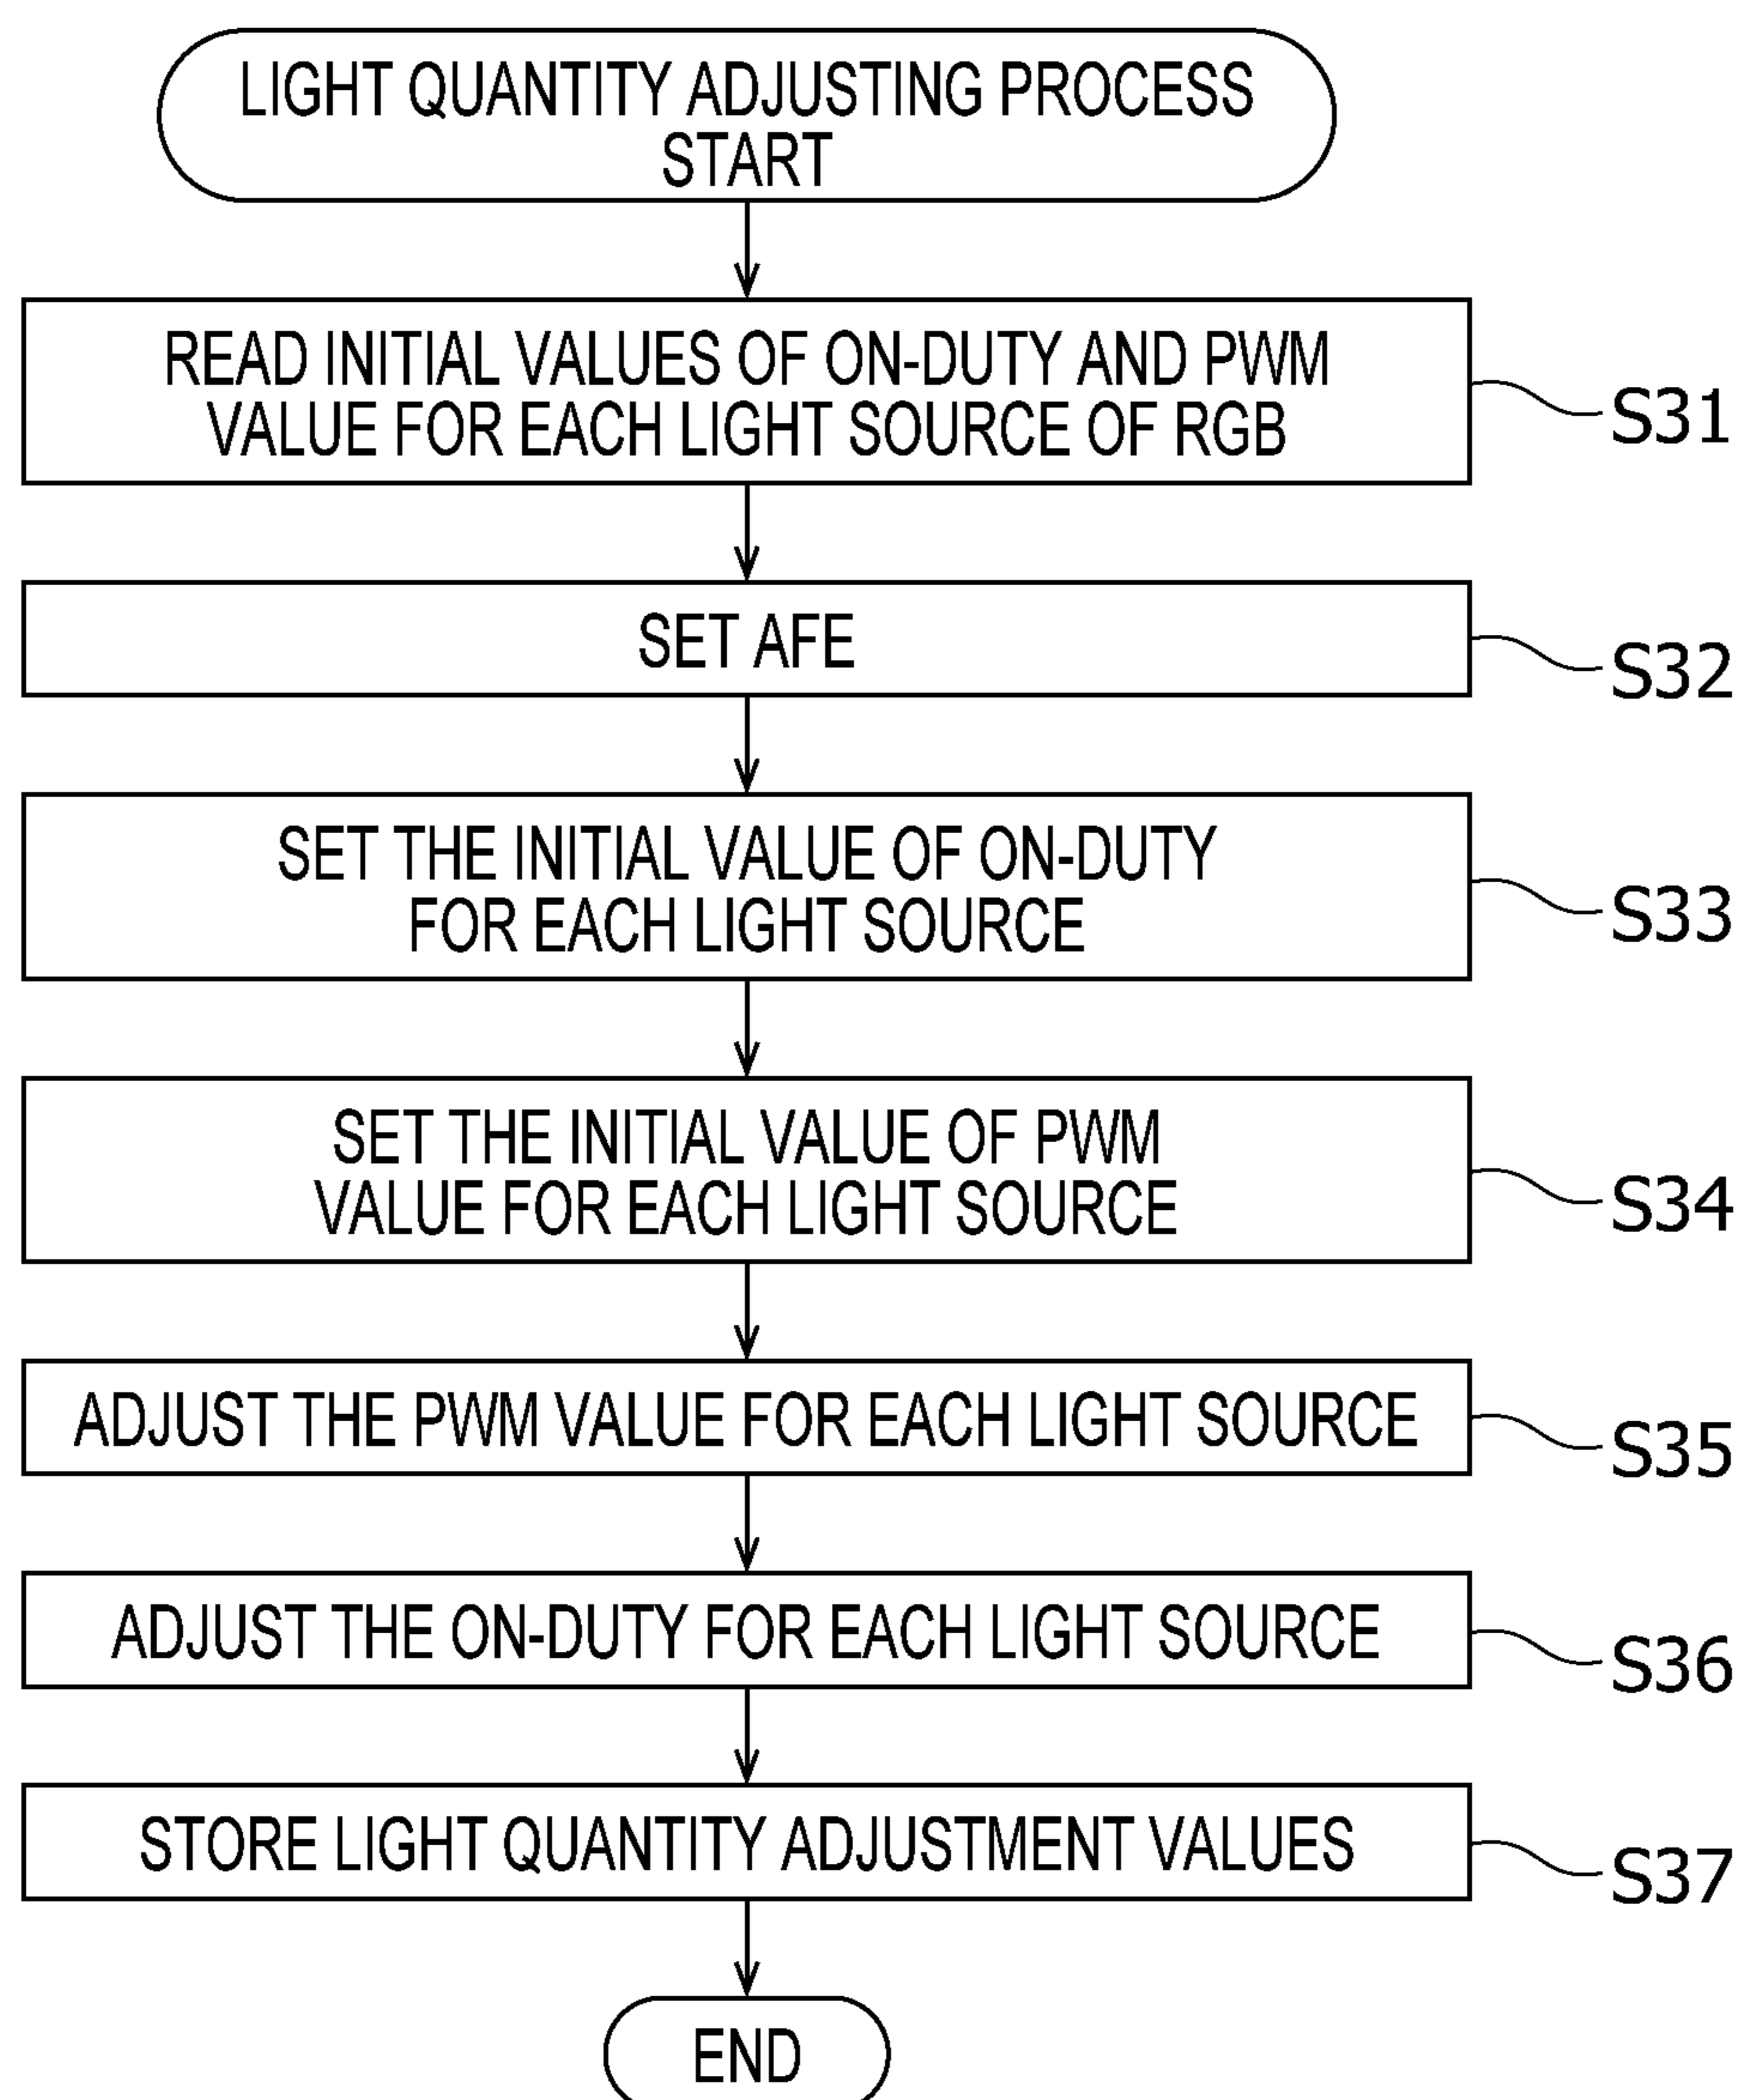 LIGHT QUANTITY ADJUSTING PROCESS
START
READ INITIAL VALUES OF ON-DUTY AND PWM
VALUE FOR EACH LIGHT SOURCE OF RGB
S31
SET AFE
S32
SET THE INITIAL VALUE OF ON-DUTY
FOR EACH LIGHT SOURCE
S33
SET THE INITIAL VALUE OF PWM
VALUE FOR EACH LIGHT SOURCE
S34
ADJUST THE PWM VALUE FOR EACH LIGHT SOURCE
S35
ADJUST THE ON-DUTY FOR EACH LIGHT SOURCE
S36
STORE LIGHT QUANTITY ADJUSTMENT VALUES
S37
END